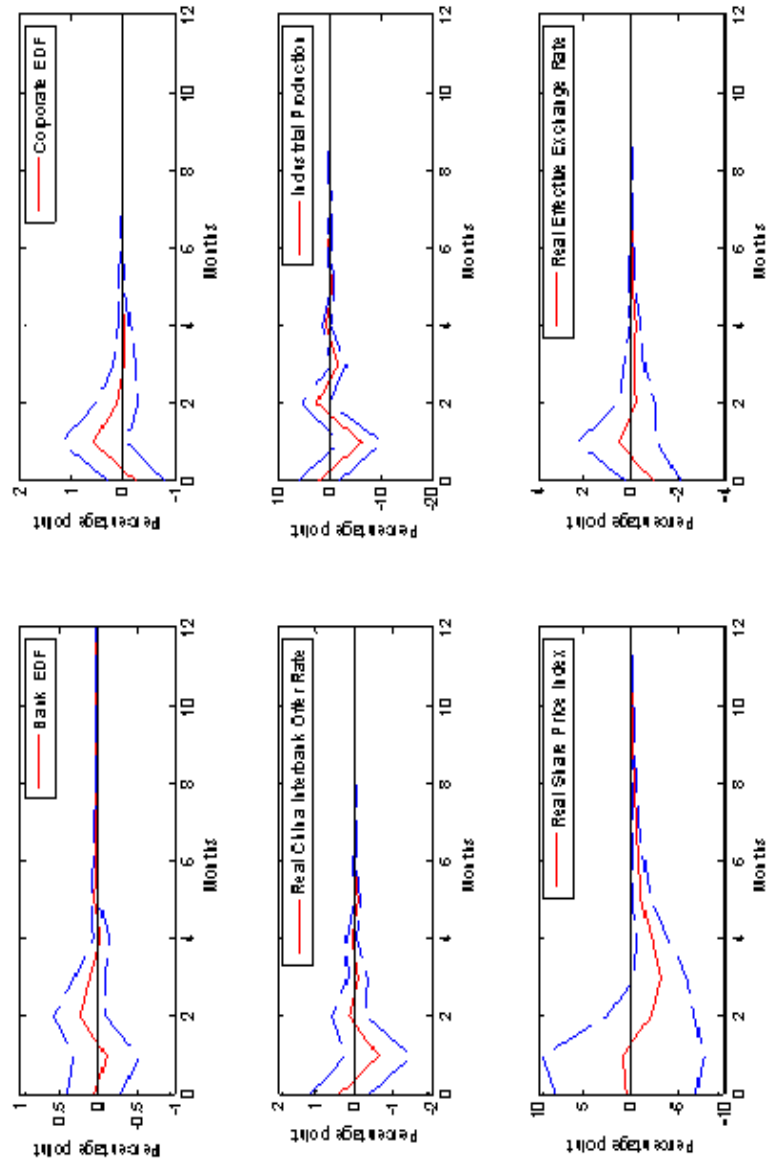 Bank EDF
Percentage point
1
0.5
0
-0.5
-1
0 2 4 6 8 10 12
Months
Corporate EDF
Percentage point
2
1
0
-1
0 2 4 6 8 10 12
Months
Real China Interbank Offer Rate
Percentage point
2
1
0
-1
-2
0 2 4 6 8 10 12
Months
Industrial Production
Percentage point
10
0
-10
-20
0 2 4 6 8 10 12
Months
Real Share Price Index
Percentage point
10
5
0
-5
-10
0 2 4 6 8 10 12
Months
Real Effective Exchange Rate
Percentage point
4
2
0
-2
-4
0 2 4 6 8 10 12
Months